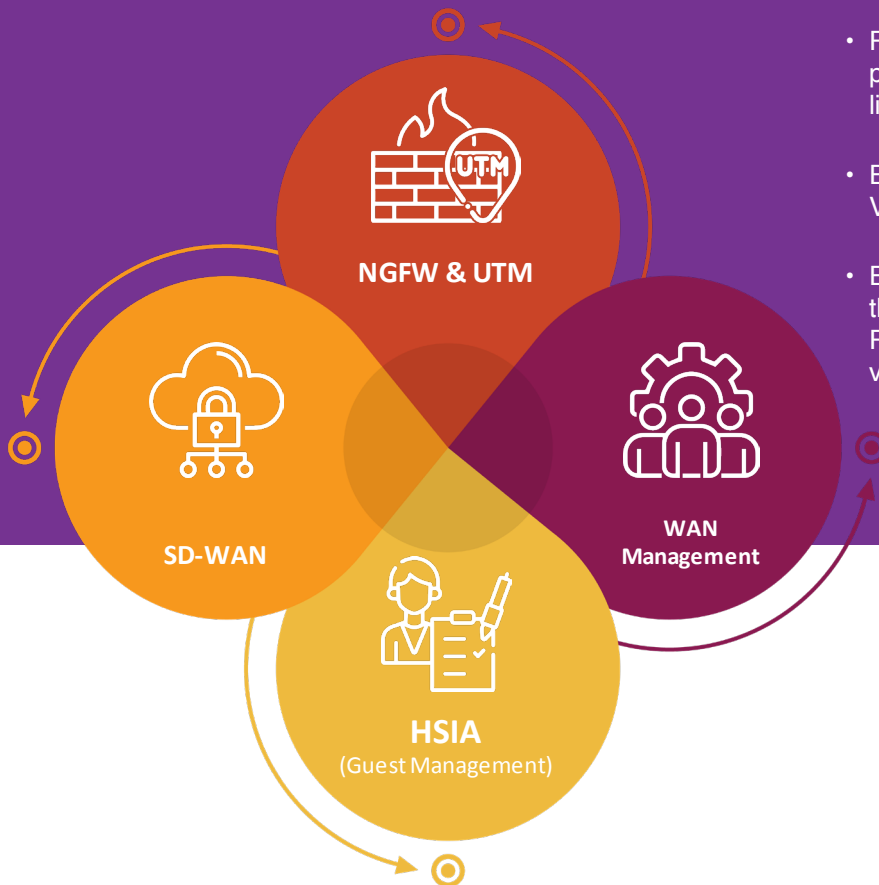 UTM
NGFW & UTM
SD-WAN
WAN
Management
HSIA
(Guest Management)